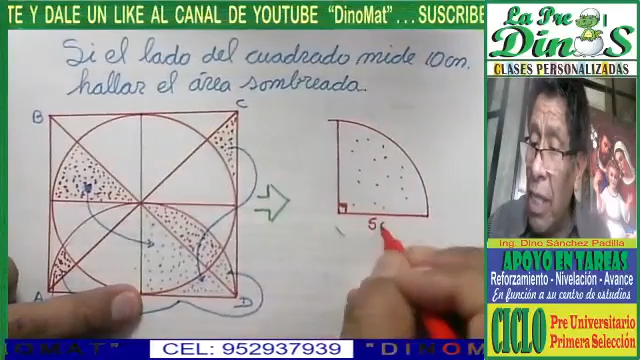 TE Y DALE UN LIKE AL CANAL DE YOUTUBE "DinoMat"...SUSCRIBE
La Pre
DinoS
CLASES PERSONALIZADAS
Si el lado del cuadrado mide 10cm.
hallar el área sombreada.
B
C
A
D
5
Ing. Dino Sánchez Padilla
APOYO EN TAREAS
Reforzamiento - Nivelación - Avance
En función a su centro de estudios
CICLO
Pre Universitario
Primera Selección
CEL: 952937939